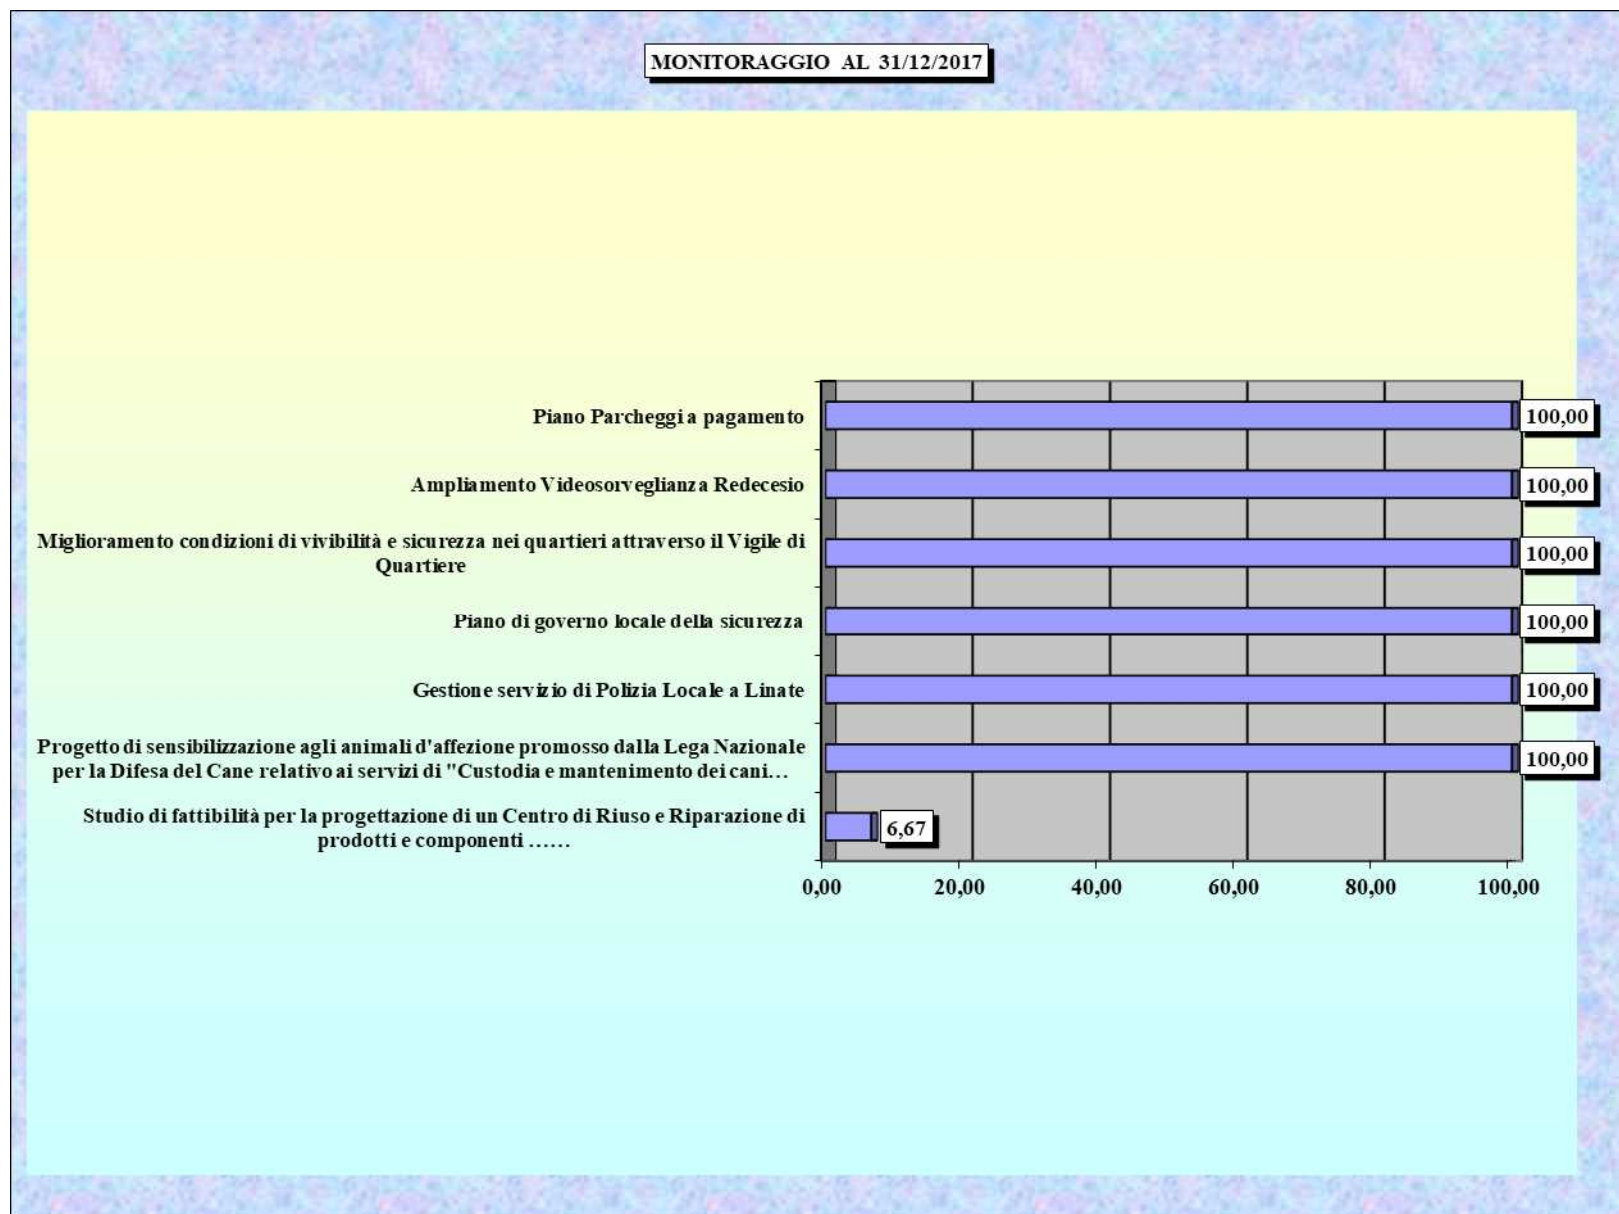 MONITORAGGIO AL 31/12/2017
Piano Parcheggi a pagamento
100,00
Ampliamento Videosorveglianza Redecesio
100,00
Miglioramento condizioni di vivibilità e sicurezza nei quartieri attraverso il Vigile di
Quartiere
100,00
Piano di governo locale della sicurezza
100,00
Gestione servizio di Polizia Locale a Linate
100,00
Progetto di sensibilizzazione agli animali d'affezione promosso dalla Lega Nazionale
per la Difesa del Cane relativo ai servizi di "Custodia e mantenimento dei cani…
100,00
Studio di fattibilità per la progettazione di un Centro di Riuso e Riparazione di
prodotti e componenti ……
6,67
0,00 20,00 40,00 60,00 80,00 100,00